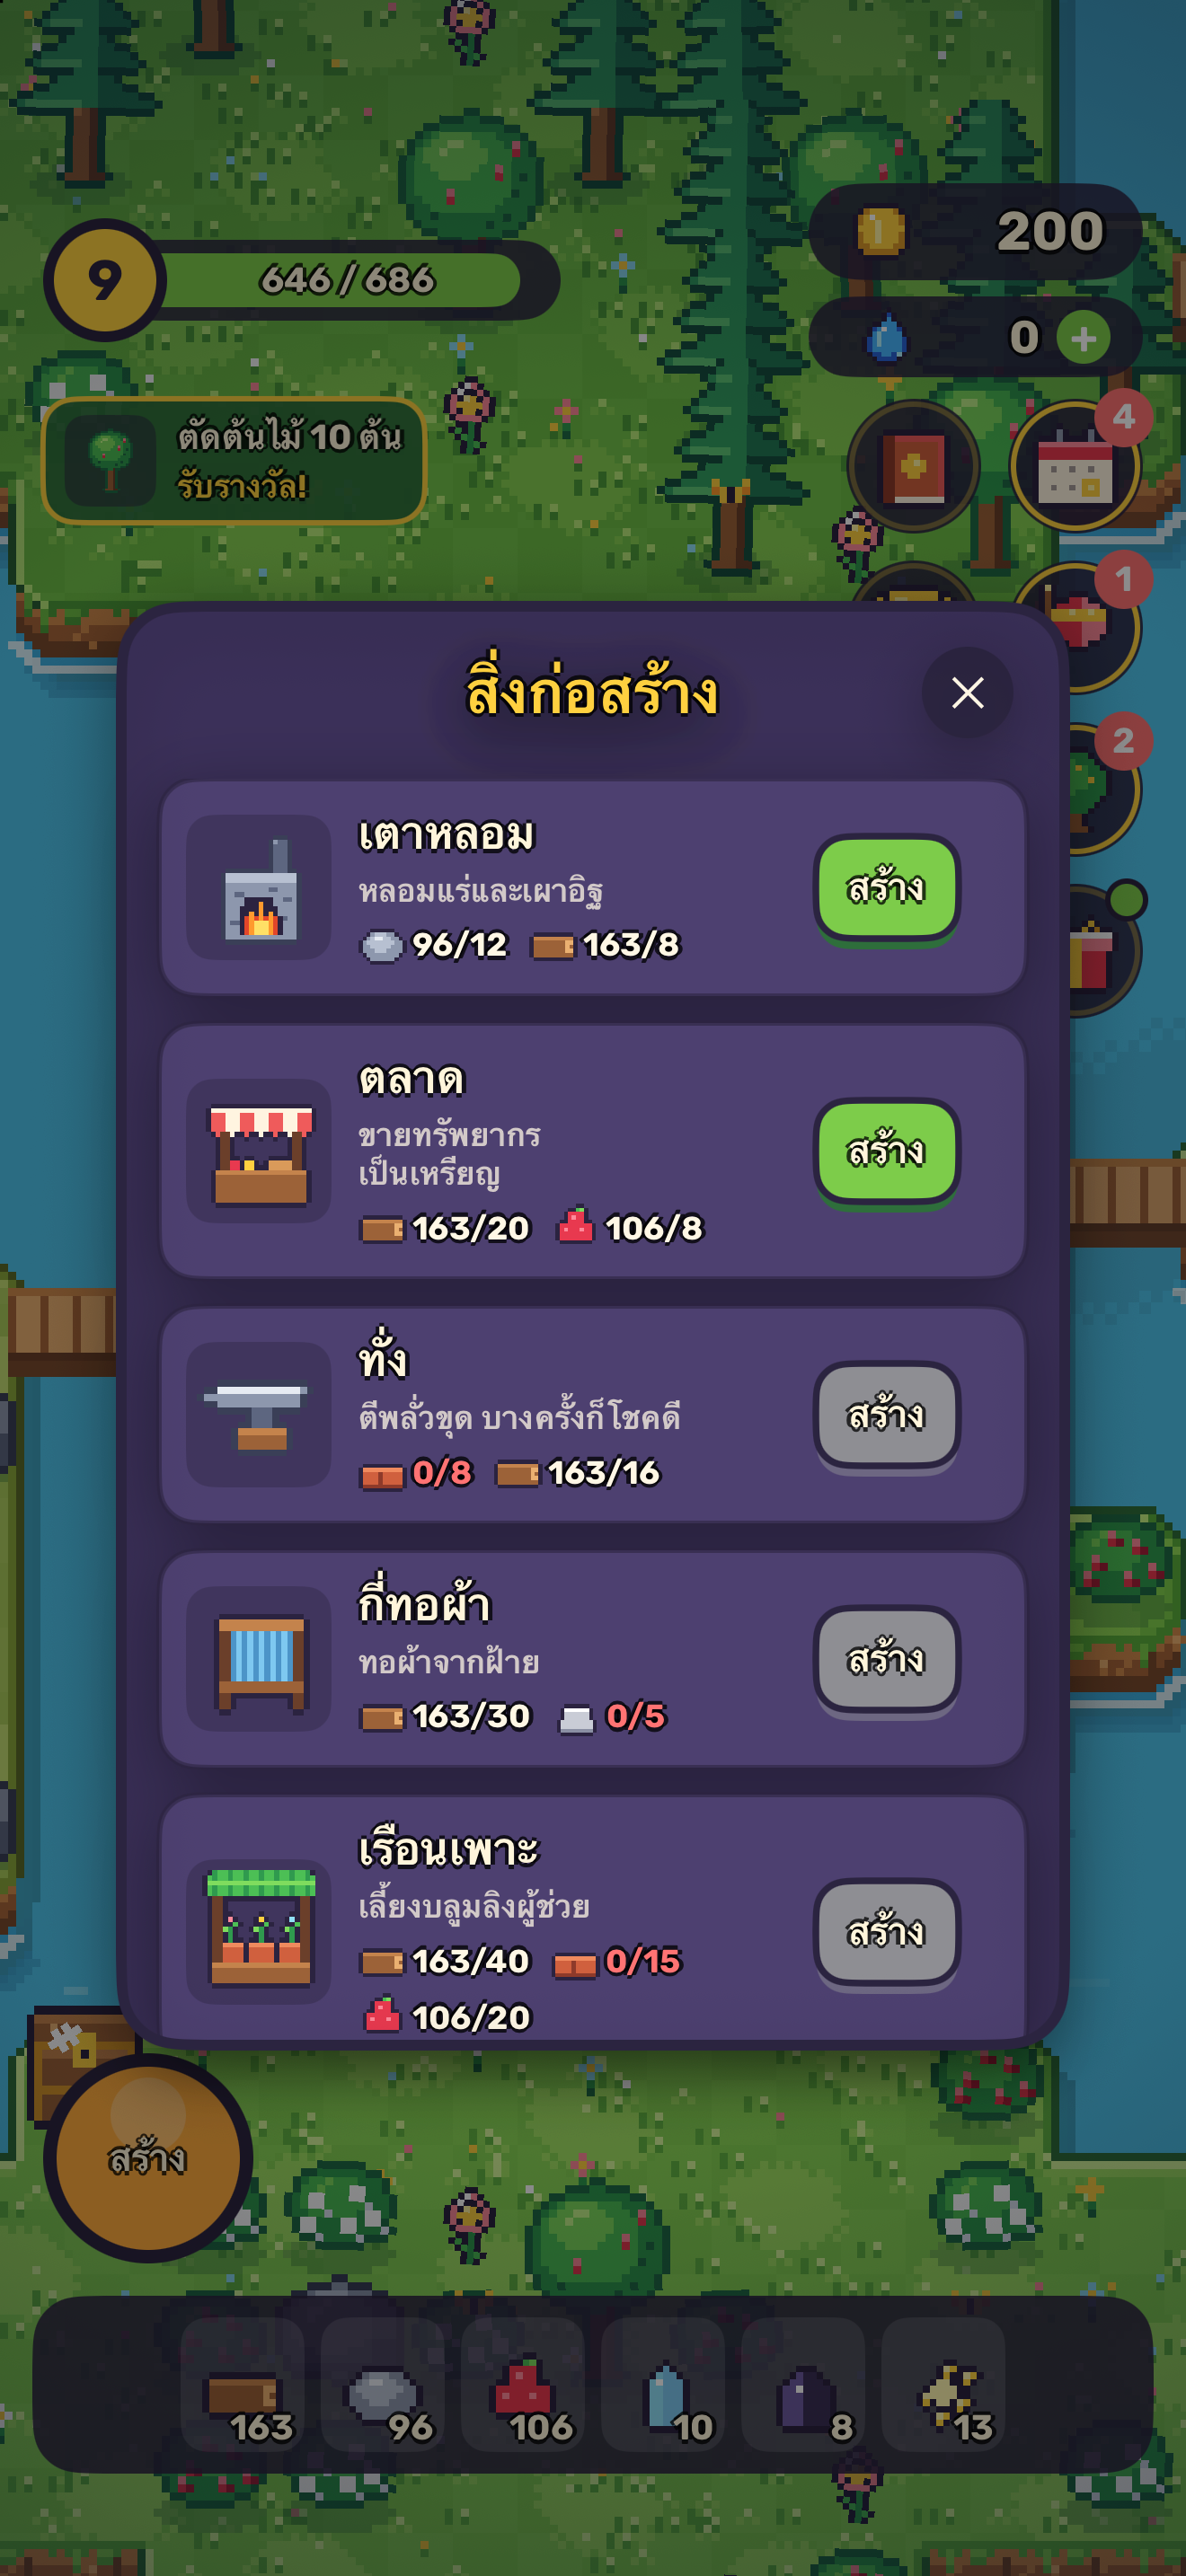 9
646 / 686
200
0 +
ตัดต้นไม้ 10 ต้น
รับรางวัล!
4
1
2
สิ่งก่อสร้าง
เตาหลอม
หลอมแร่และเผาอิฐ
96/12 163/8
สร้าง
ตลาด
ขายทรัพยากร
เป็นเหรียญ
163/20 106/8
สร้าง
ทั่ง
ตีพลั่วขุด บางครั้งก็โชคดี
0/8 163/16
สร้าง
กี่ทอผ้า
ทอผ้าจากฝ้าย
163/30 0/5
สร้าง
เรือนเพาะ
เลี้ยงบลูมลิงผู้ช่วย
163/40 0/15
106/20
สร้าง
สร้าง
163 96 106 10 8 13